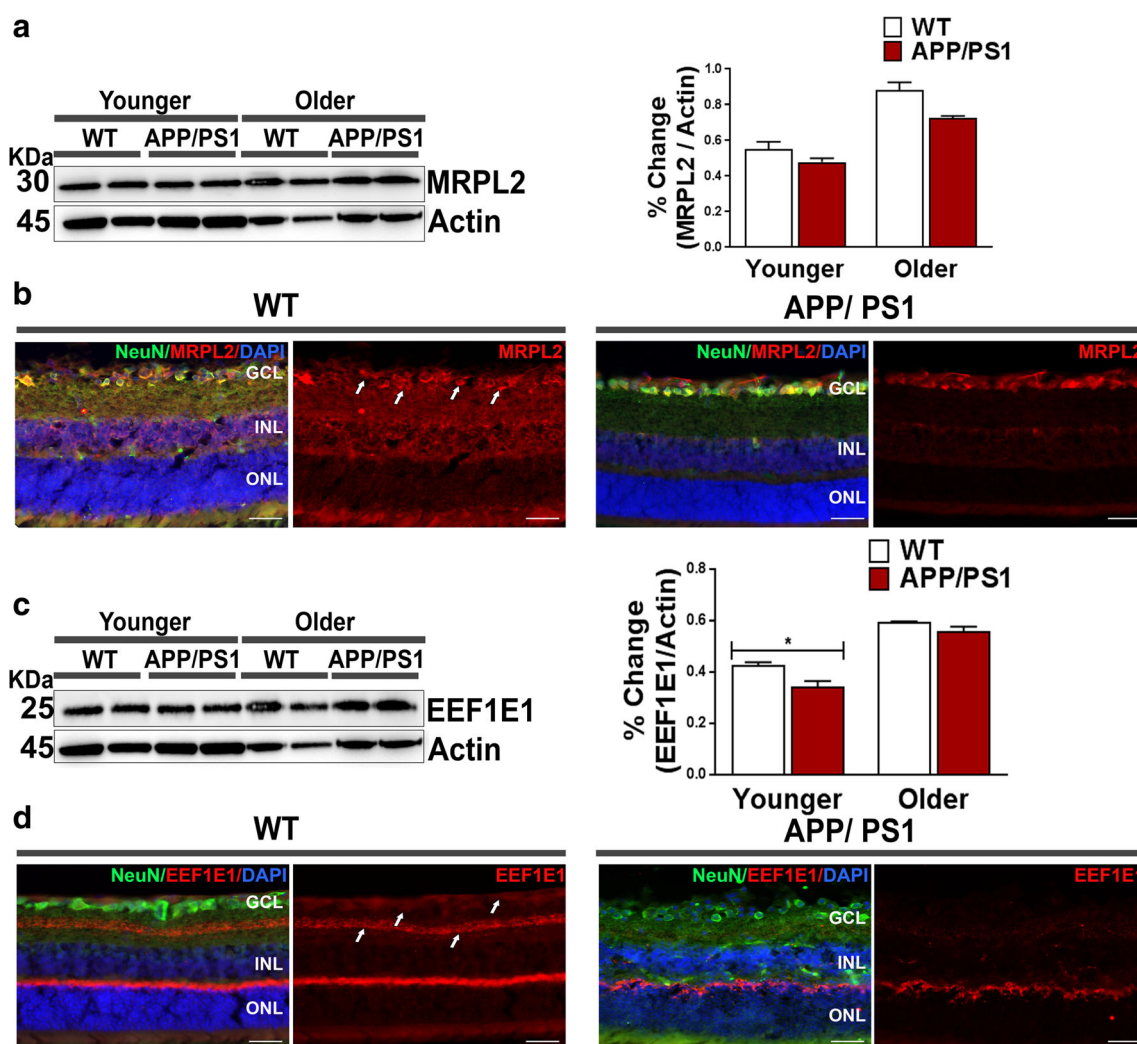 a
WT
APP/PS1
Younger Older
WT APP/PS1 WT APP/PS1
KDa
30 MRPL2
45 Actin
% Change
(MRPL2 / Actin)
1.0
0.8
0.6
0.4
0.2
0.0
Younger Older
b
WT
APP/ PS1
NeuN/MRPL2/DAPI
GCL
INL
ONL
MRPL2
NeuN/MRPL2/DAPI
GCL
INL
ONL
MRPL2
c
WT
APP/PS1
Younger Older
WT APP/PS1 WT APP/PS1
KDa
25 EEF1E1
45 Actin
% Change
(EEF1E1/Actin)
0.8
0.6
0.4
0.2
0.0
*
Younger Older
d
WT
APP/ PS1
NeuN/EEF1E1/DAPI
GCL
INL
ONL
EEF1E1
NeuN/EEF1E1/DAPI
GCL
INL
ONL
EEF1E1